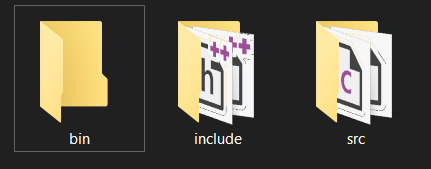 ++ ++
h
c
bin
include
src